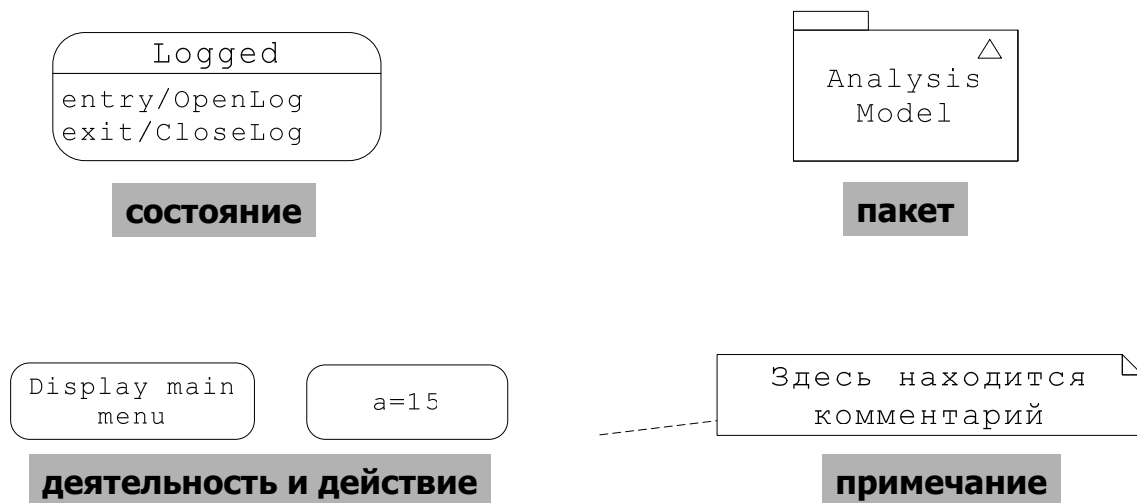 Logged
entry/OpenLog
exit/CloseLog
состояние
Analysis
Model
пакет
Display main
menu
a=15
деятельность и действие
Здесь находится
комментарий
примечание